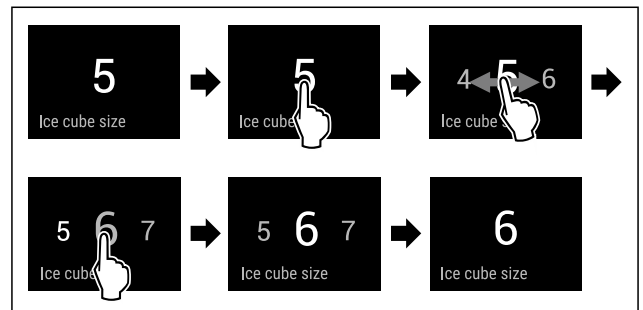 5
Ice cube size
5
Ice cub
4 5 6
Ice cube s
5 6 7
Ice cube
5 6 7
Ice cube size
6
Ice cube size